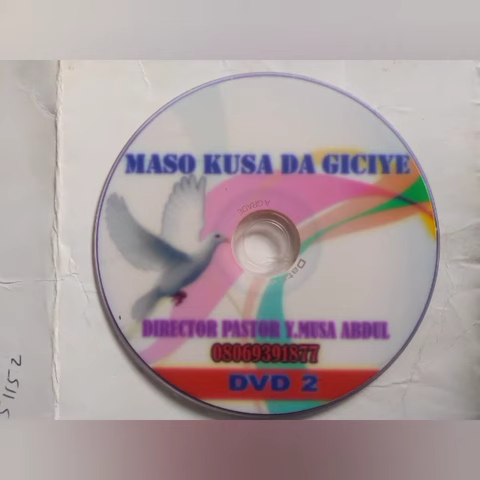 MASO KUSA DA GICIYE
DIRECTOR PASTOR Y.MUSA ABDUL
08069391877
DVD 2